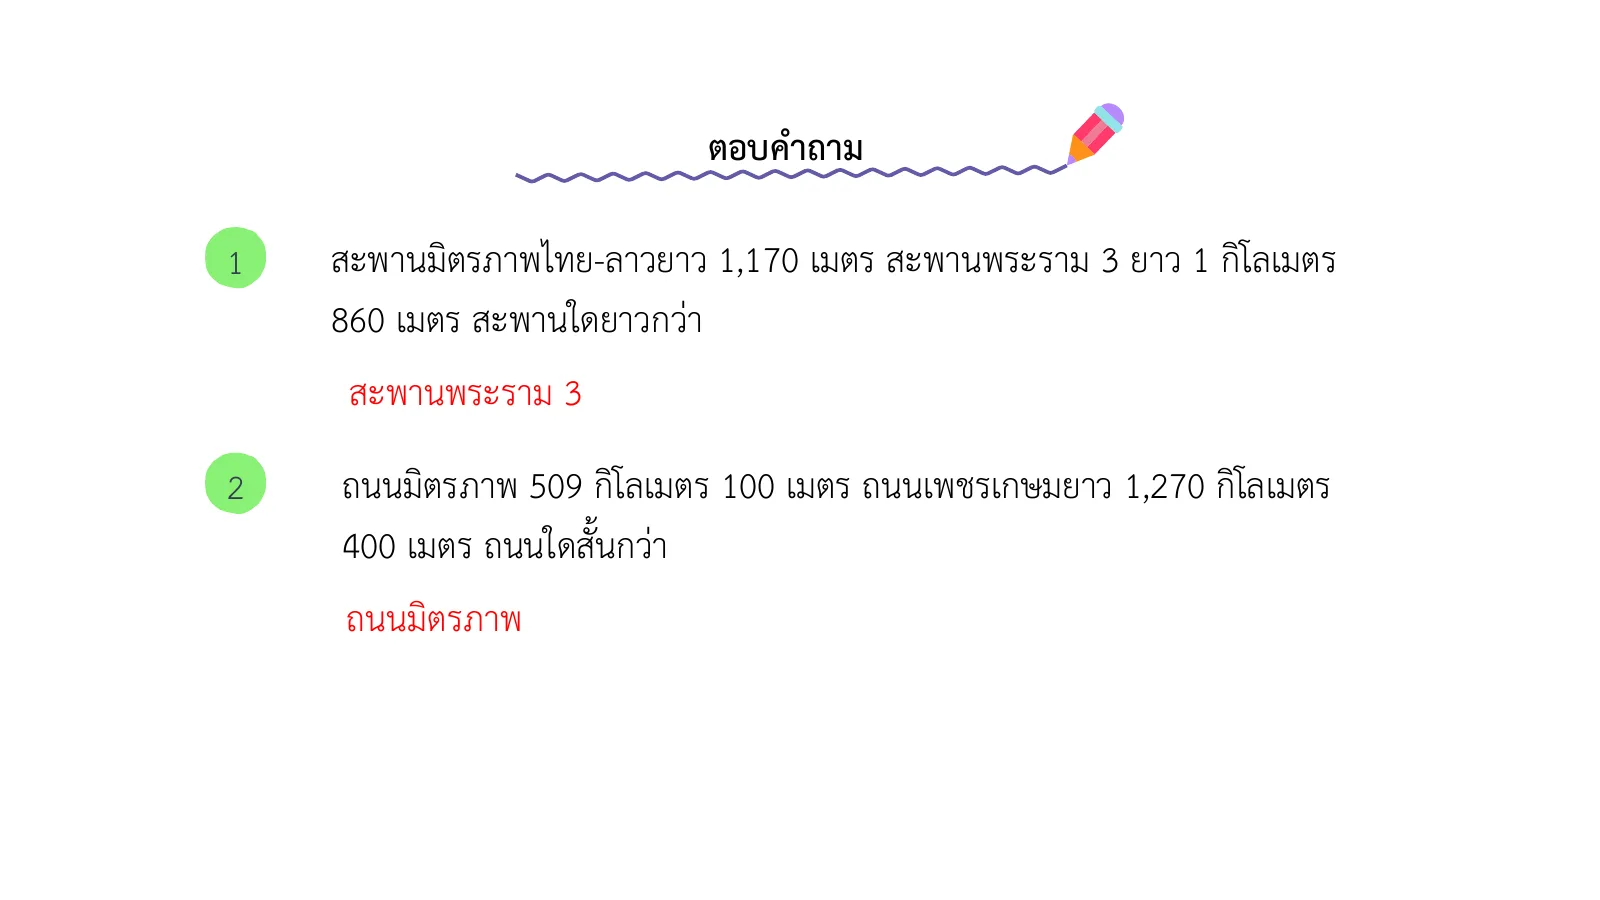 ตอบคำถาม
1
สะพานมิตรภาพไทย-ลาวยาว 1,170 เมตร สะพานพระราม 3 ยาว 1 กิโลเมตร
860 เมตร สะพานใดยาวกว่า
สะพานพระราม 3
2
ถนนมิตรภาพ 509 กิโลเมตร 100 เมตร ถนนเพชรเกษมยาว 1,270 กิโลเมตร
400 เมตร ถนนใดสั้นกว่า
ถนนมิตรภาพ